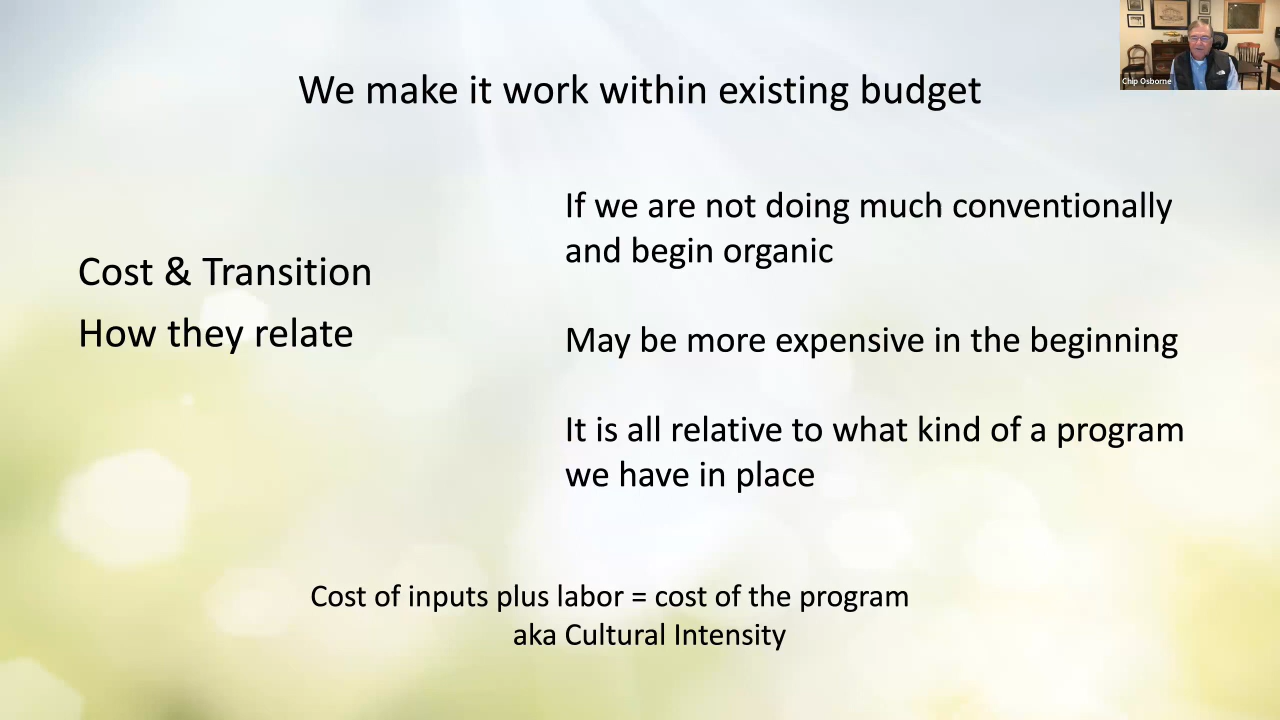 We make it work within existing budget
Chip Osborne
Cost & Transition
How they relate
If we are not doing much conventionally
and begin organic
May be more expensive in the beginning
It is all relative to what kind of a program
we have in place
Cost of inputs plus labor = cost of the program
aka Cultural Intensity